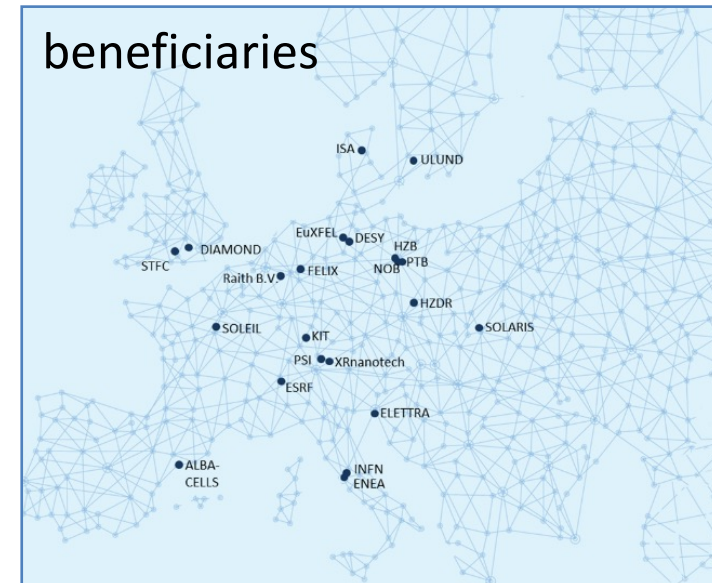 beneficiaries
ISA
ULUND
EuXFEL
DESY
HZB
DIAMOND
NOB
PTB
STFC
FELIX
Raith B.V.
HZDR
SOLEIL
SOLARIS
KIT
PSI
XRnanotech
ESRF
ELETTRA
ALBA-
CELLS
INFN
ENEA